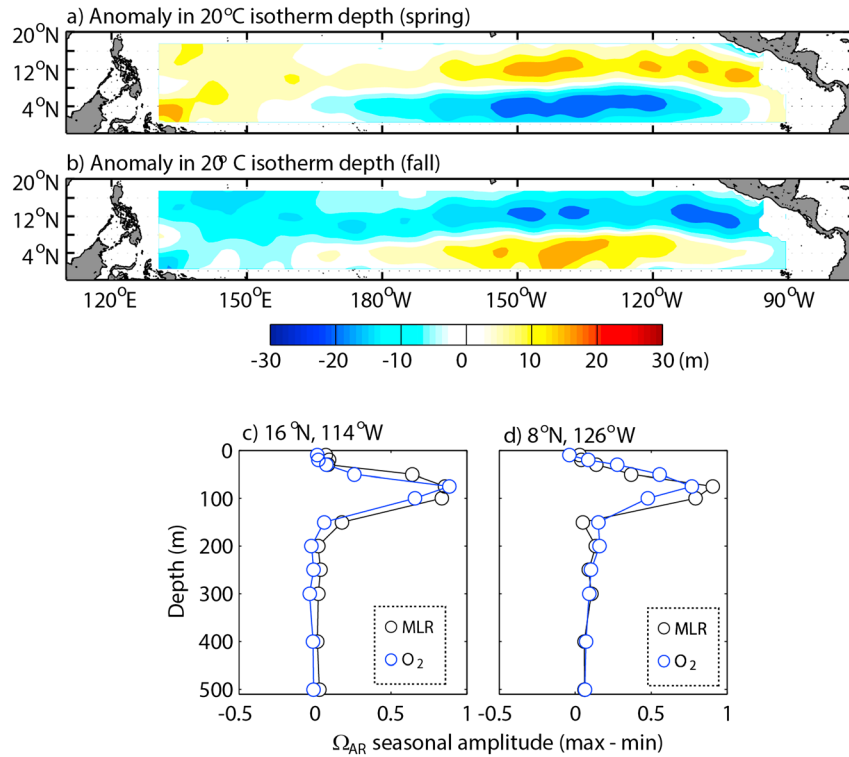 a) Anomaly in 20°C isotherm depth (spring)
20°N
12°N
4°N
b) Anomaly in 20° C isotherm depth (fall)
20°N
12°N
4°N
120°E 150°E 180°W 150°W 120°W 90°W
-30 -20 -10 0 10 20 30 (m)
c) 16°N, 114°W d) 8°N, 126°W
0
100
200
300
400
500
Depth (m)
MLR
O₂
MLR
O₂
-0.5 0 0.5 1 -0.5 0 0.5 1
Ω_AR seasonal amplitude (max - min)